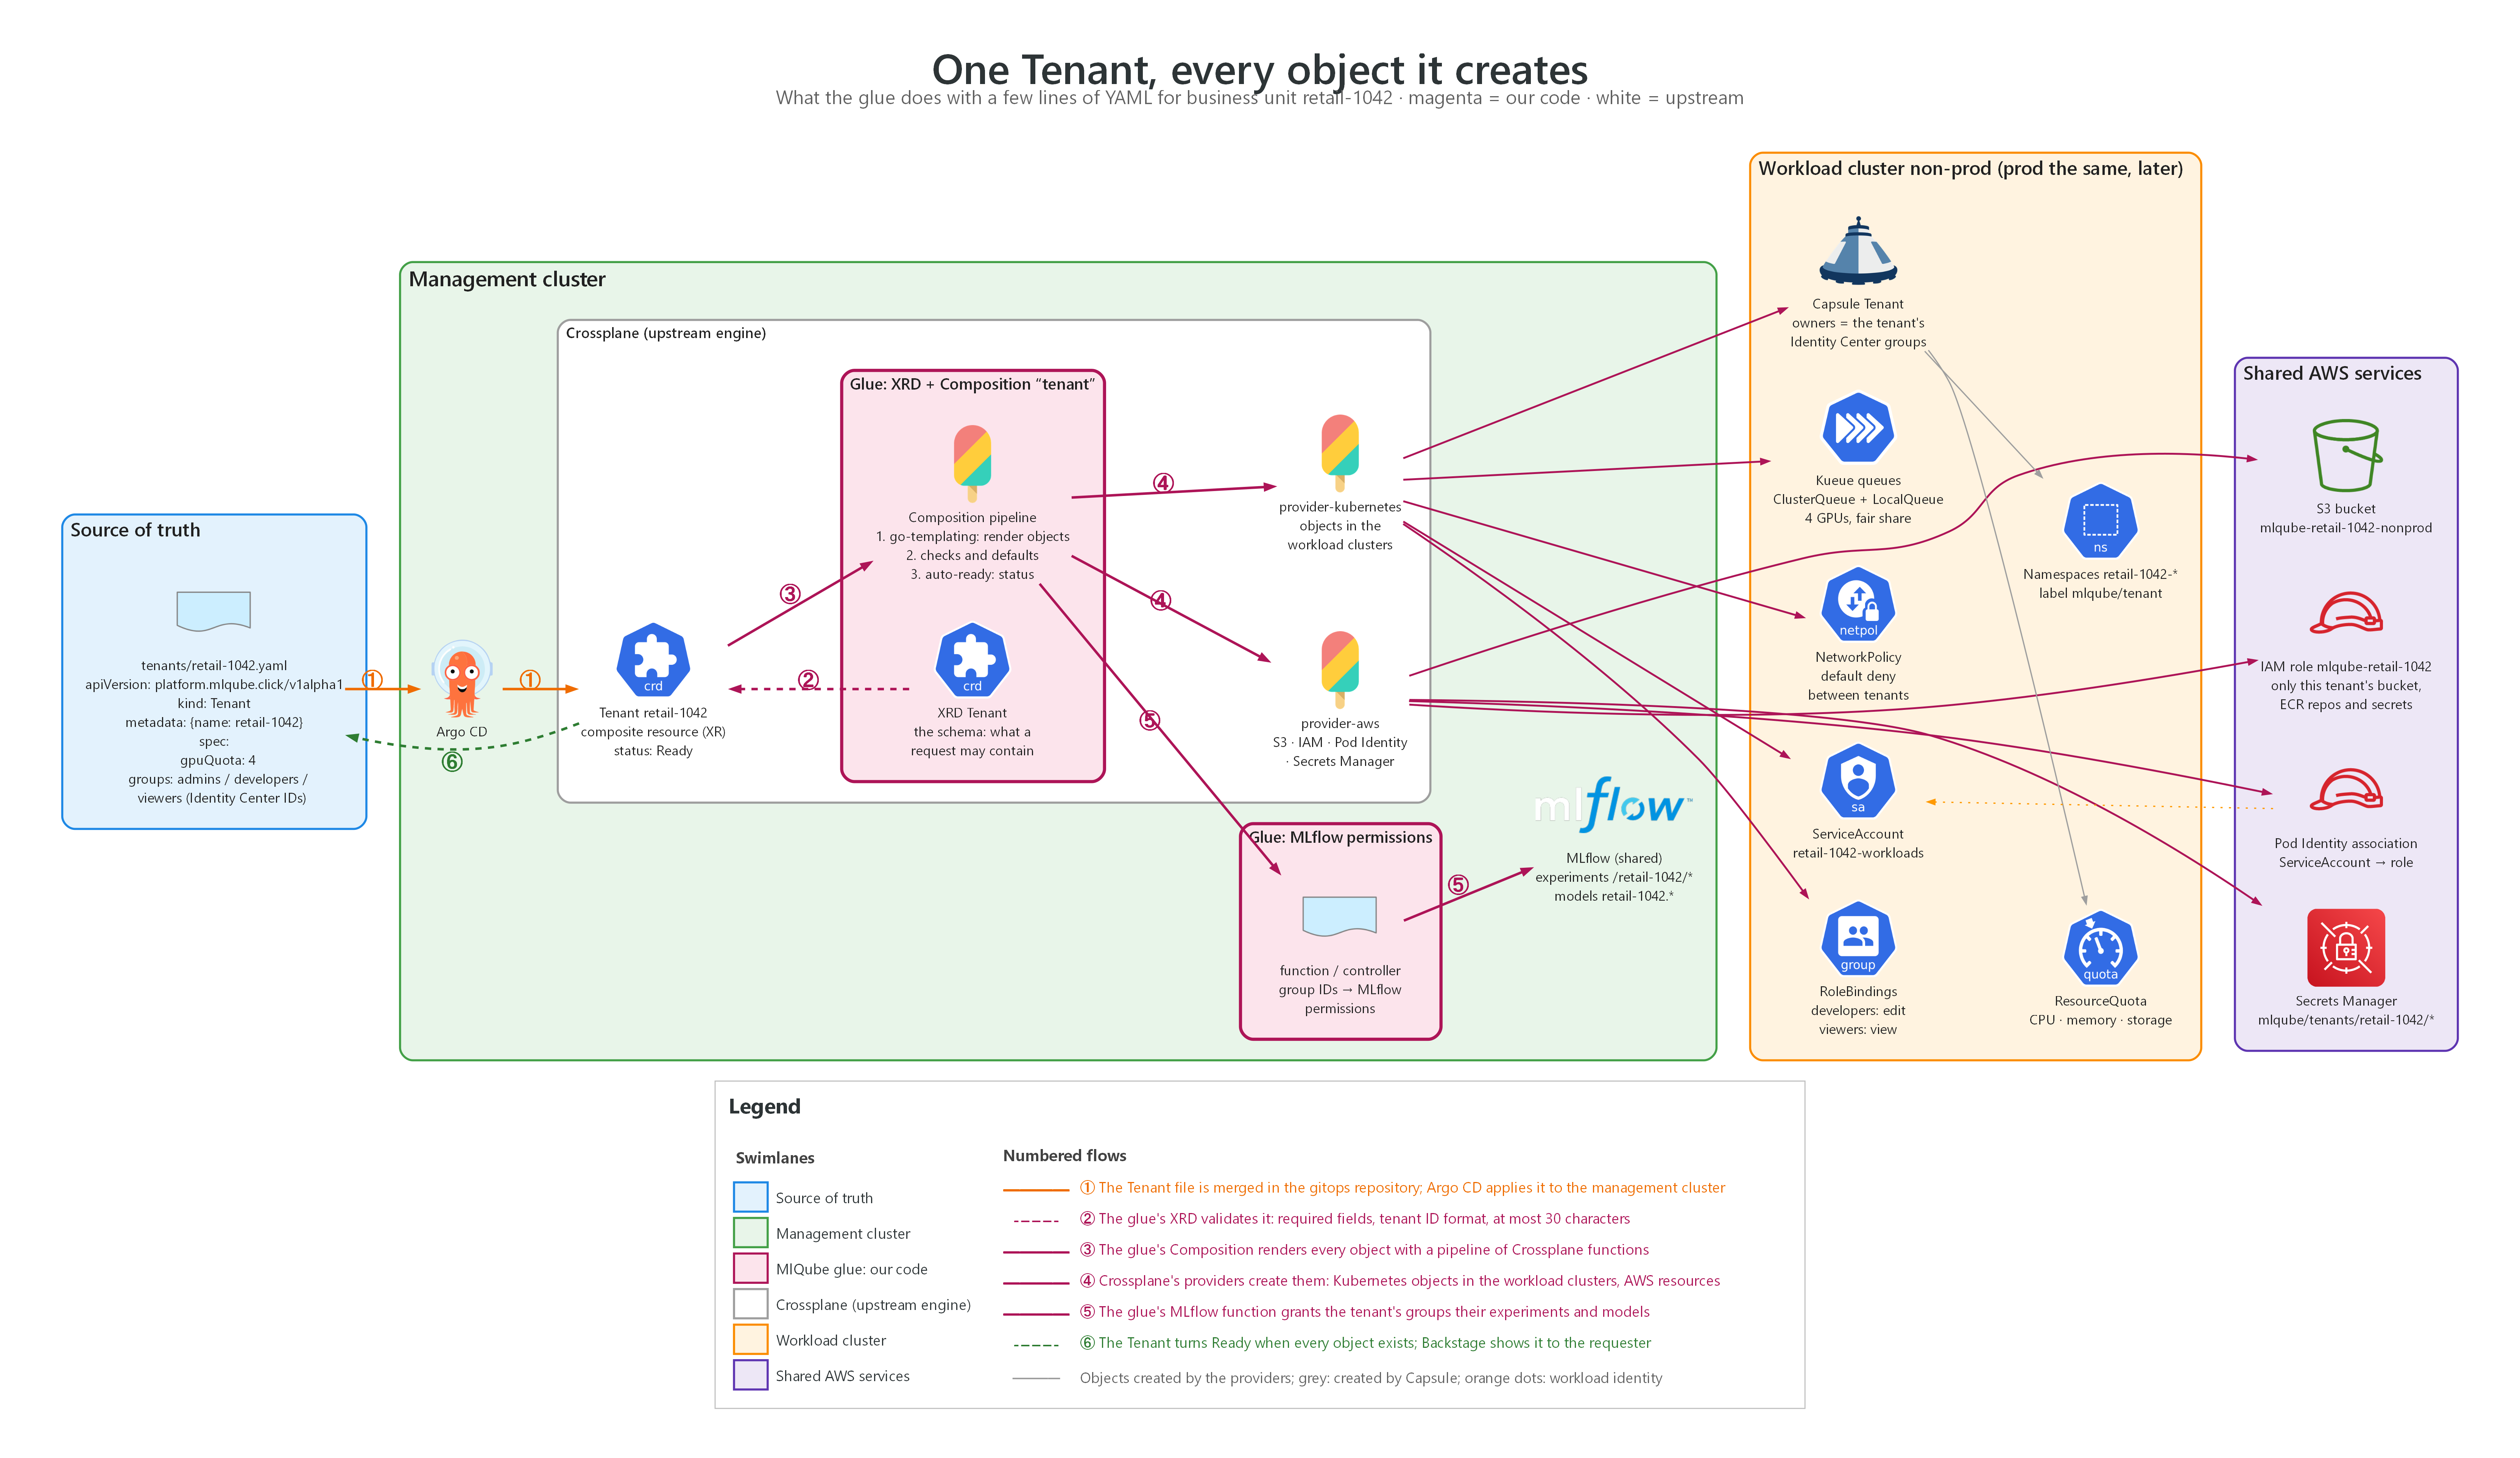 One Tenant, every object it creates
What the glue does with a few lines of YAML for business unit retail-1042 · magenta = our code · white = upstream
Source of truth
tenants/retail-1042.yaml
apiVersion: platform.mlqube.click/v1alpha1
kind: Tenant
metadata: {name: retail-1042}
spec:
gpuQuota: 4
groups: admins / developers /
viewers (Identity Center IDs)
①
①
⑥
Management cluster
Argo CD
Crossplane (upstream engine)
crd
Tenant retail-1042
composite resource (XR)
status: Ready
③
②
Glue: XRD + Composition “tenant”
Composition pipeline
1. go-templating: render objects
2. checks and defaults
3. auto-ready: status
crd
XRD Tenant
the schema: what a
request may contain
④
④
⑤
provider-kubernetes
objects in the
workload clusters
provider-aws
S3 · IAM · Pod Identity
· Secrets Manager
Glue: MLflow permissions
function / controller
group IDs → MLflow
permissions
⑤
mlflow™
MLflow (shared)
experiments /retail-1042/*
models retail-1042.*
Workload cluster non-prod (prod the same, later)
Capsule Tenant
owners = the tenant's
Identity Center groups
Kueue queues
ClusterQueue + LocalQueue
4 GPUs, fair share
netpol
NetworkPolicy
default deny
between tenants
sa
ServiceAccount
retail-1042-workloads
group
RoleBindings
developers: edit
viewers: view
ns
Namespaces retail-1042-*
label mlqube/tenant
quota
ResourceQuota
CPU · memory · storage
Shared AWS services
S3 bucket
mlqube-retail-1042-nonprod
IAM role mlqube-retail-1042
only this tenant's bucket,
ECR repos and secrets
Pod Identity association
ServiceAccount → role
Secrets Manager
mlqube/tenants/retail-1042/*
Legend
Swimlanes
Source of truth
Management cluster
MlQube glue: our code
Crossplane (upstream engine)
Workload cluster
Shared AWS services
Numbered flows
① The Tenant file is merged in the gitops repository; Argo CD applies it to the management cluster
② The glue's XRD validates it: required fields, tenant ID format, at most 30 characters
③ The glue's Composition renders every object with a pipeline of Crossplane functions
④ Crossplane's providers create them: Kubernetes objects in the workload clusters, AWS resources
⑤ The glue's MLflow function grants the tenant's groups their experiments and models
⑥ The Tenant turns Ready when every object exists; Backstage shows it to the requester
Objects created by the providers; grey: created by Capsule; orange dots: workload identity